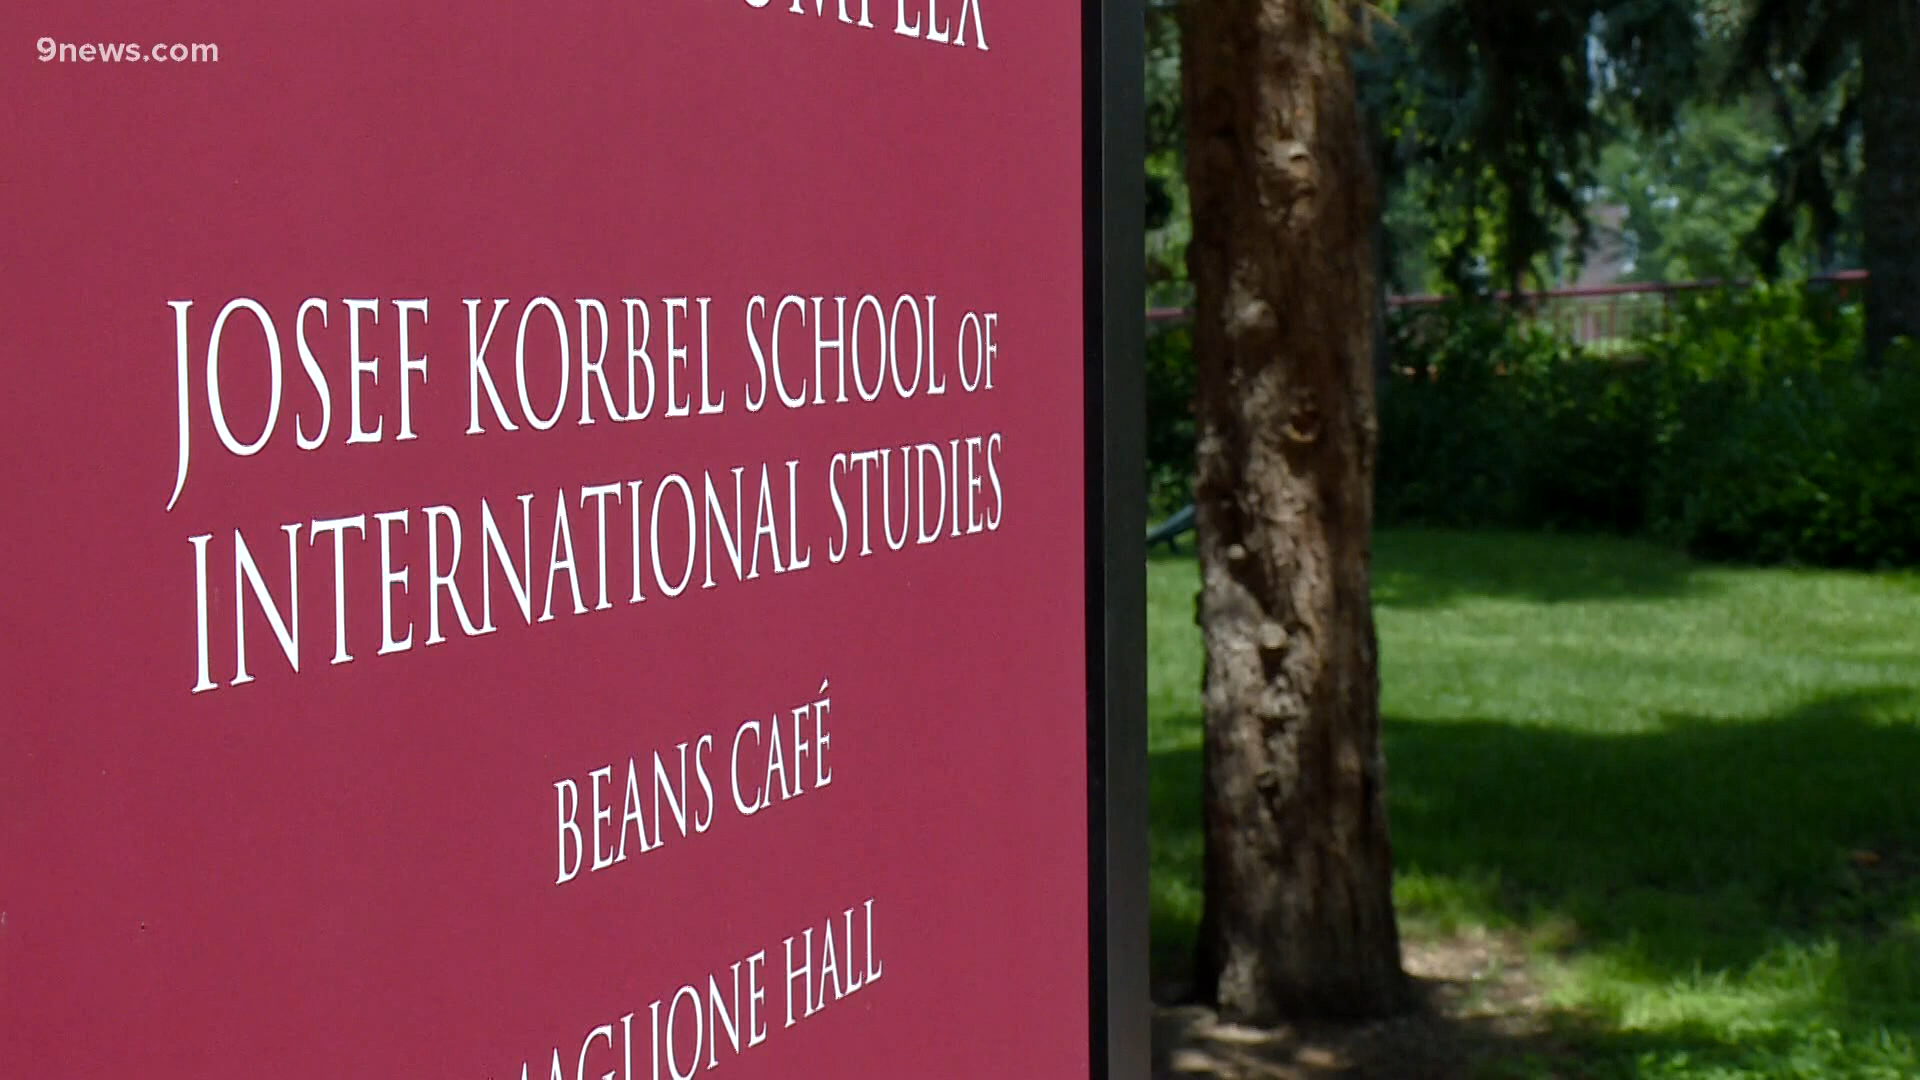 9news.com
JOSEF KORBEL SCHOOL OF
INTERNATIONAL STUDIES
BEANS CAFÉ
HALL